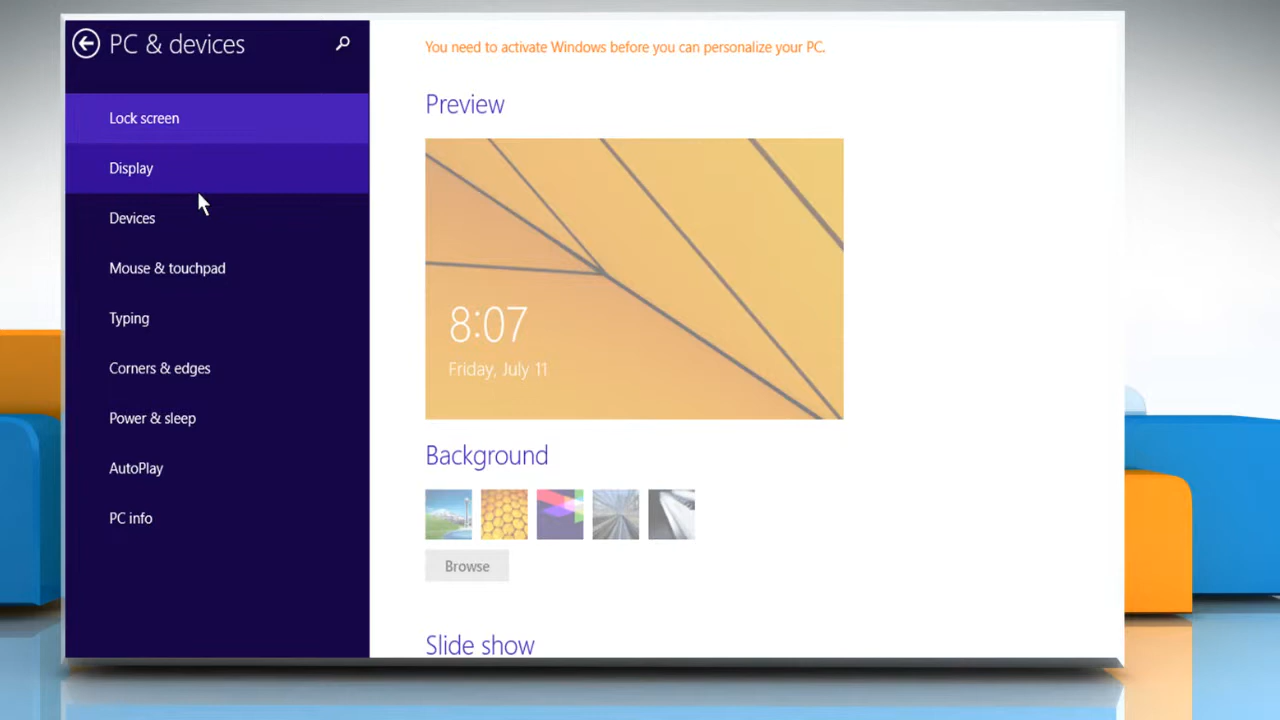 PC & devices
Lock screen
Display
Devices
Mouse & touchpad
Typing
Corners & edges
Power & sleep
AutoPlay
PC info
You need to activate Windows before you can personalize your PC.
Preview
8:07
Friday, July 11
Background
Browse
Slide show